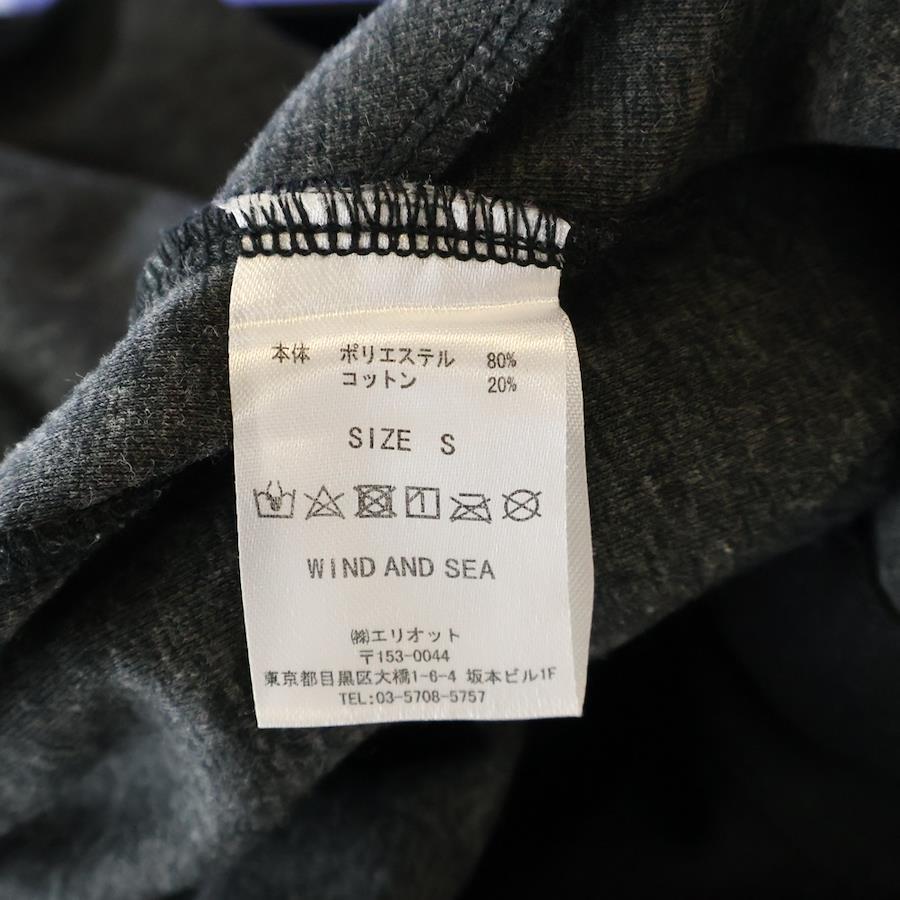 本体 ポリエステル 80%
コットン 20%
SIZE S
WIND AND SEA
㈱エリオット
〒153-0044
東京都目黒区大橋1-6-4 坂本ビル1F
TEL:03-5708-5757